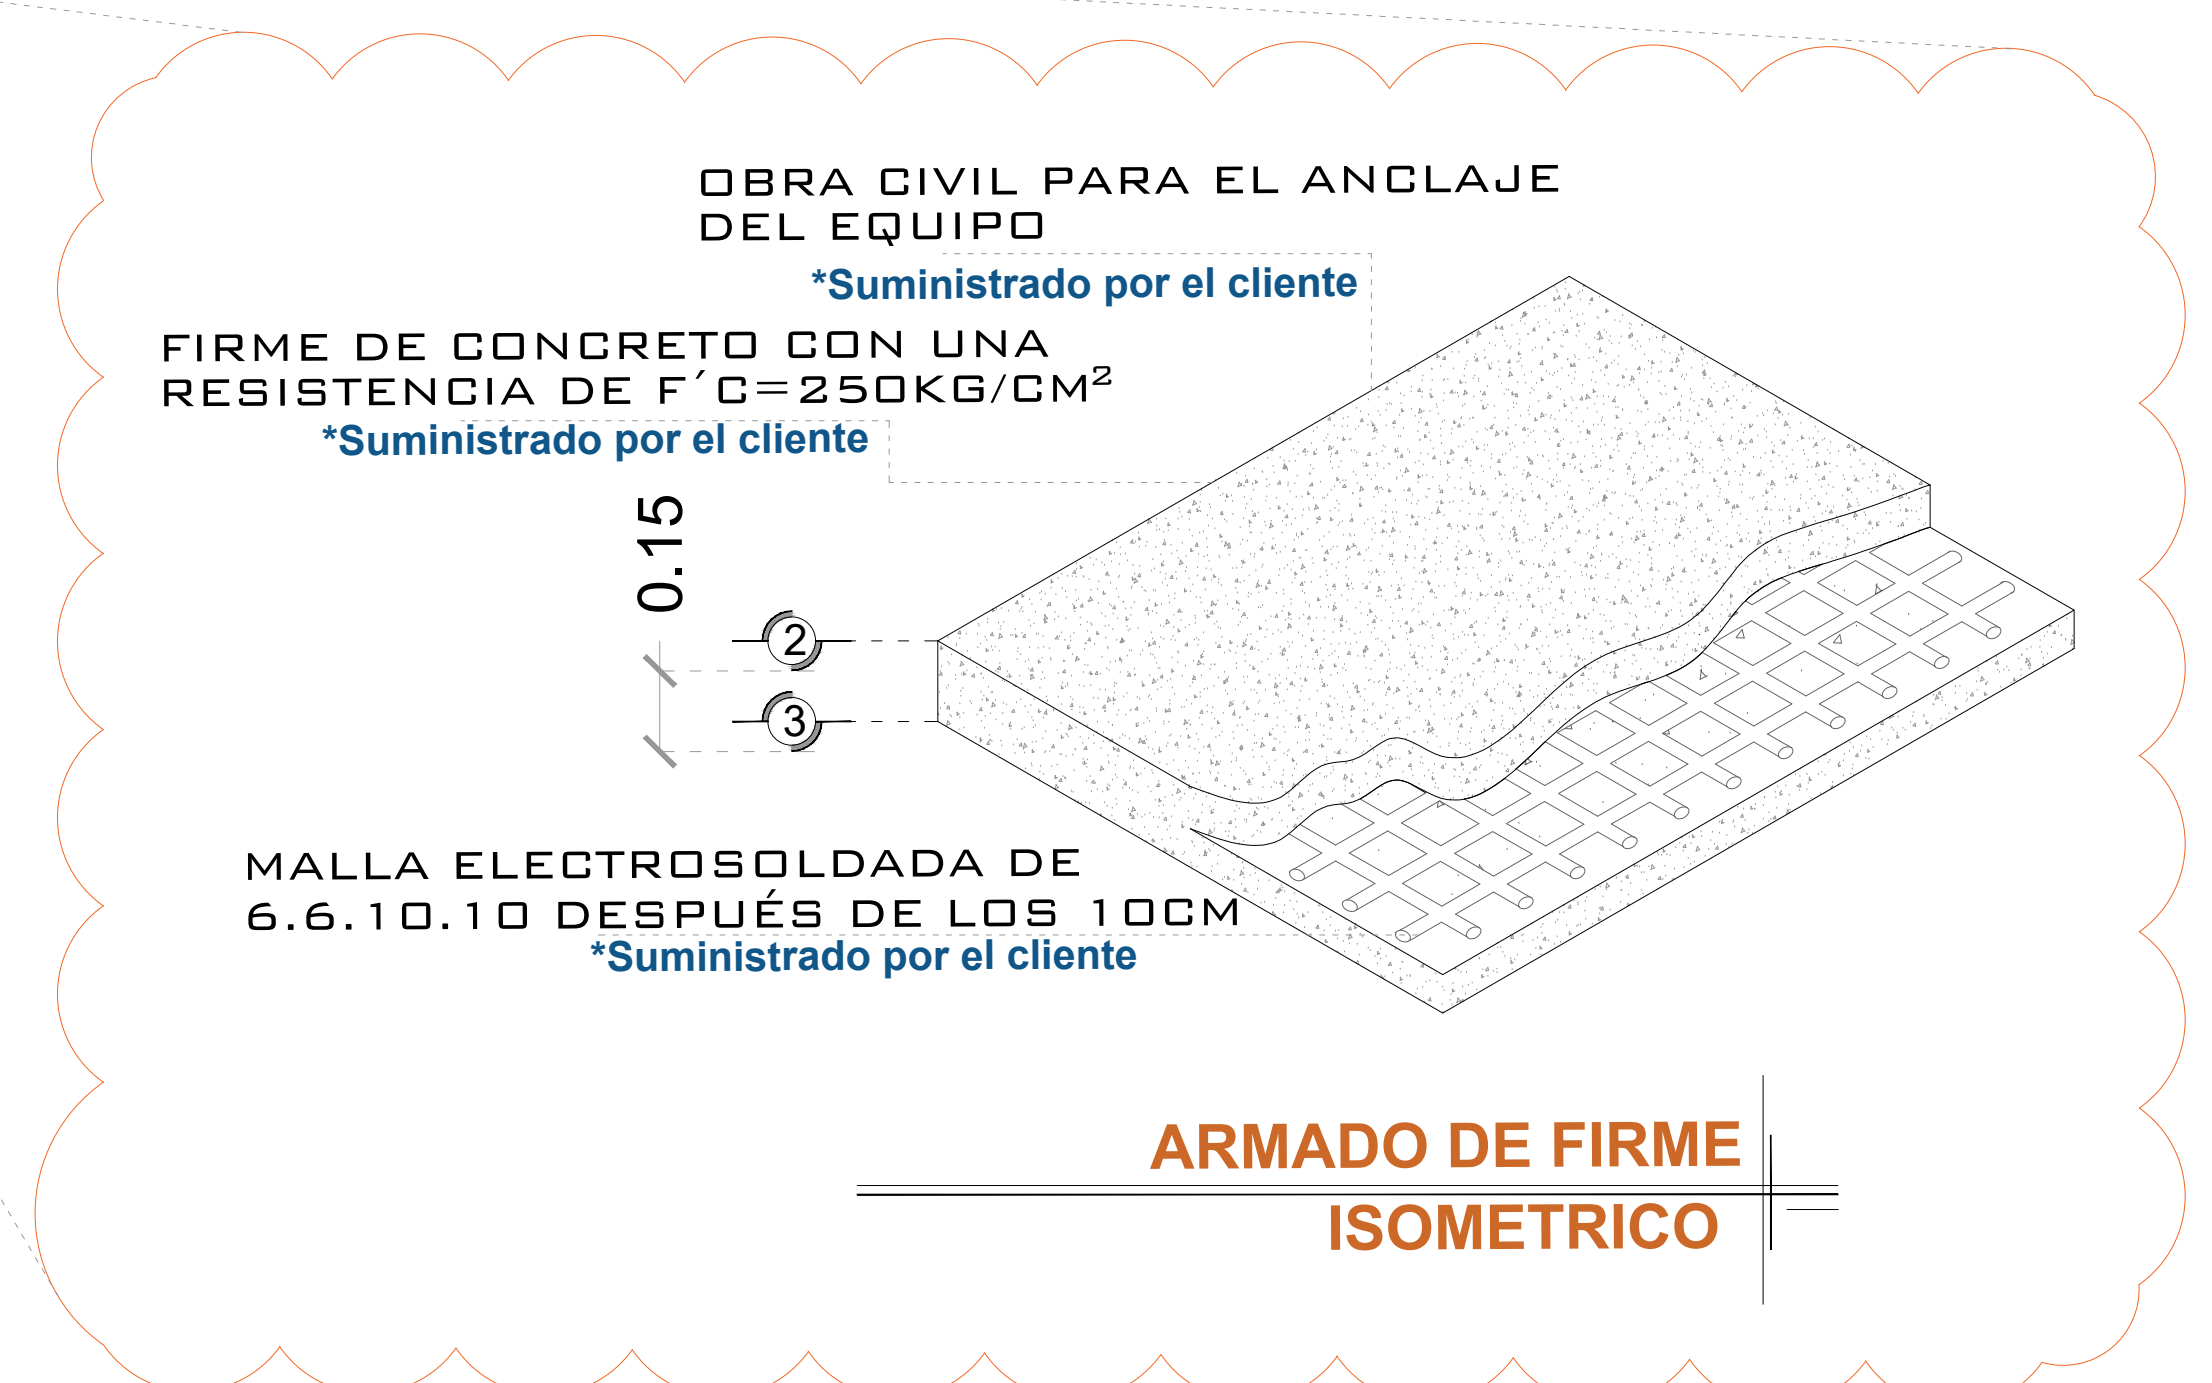 OBRA CIVIL PARA EL ANCLAJE
DEL EQUIPO
*Suministrado por el cliente
FIRME DE CONCRETO CON UNA
RESISTENCIA DE F´C=250KG/CM²
*Suministrado por el cliente
0.15
2
3
MALLA ELECTROSOLDADA DE
6.6.10.10 DESPUÉS DE LOS 10CM
*Suministrado por el cliente
ARMADO DE FIRME
ISOMETRICO